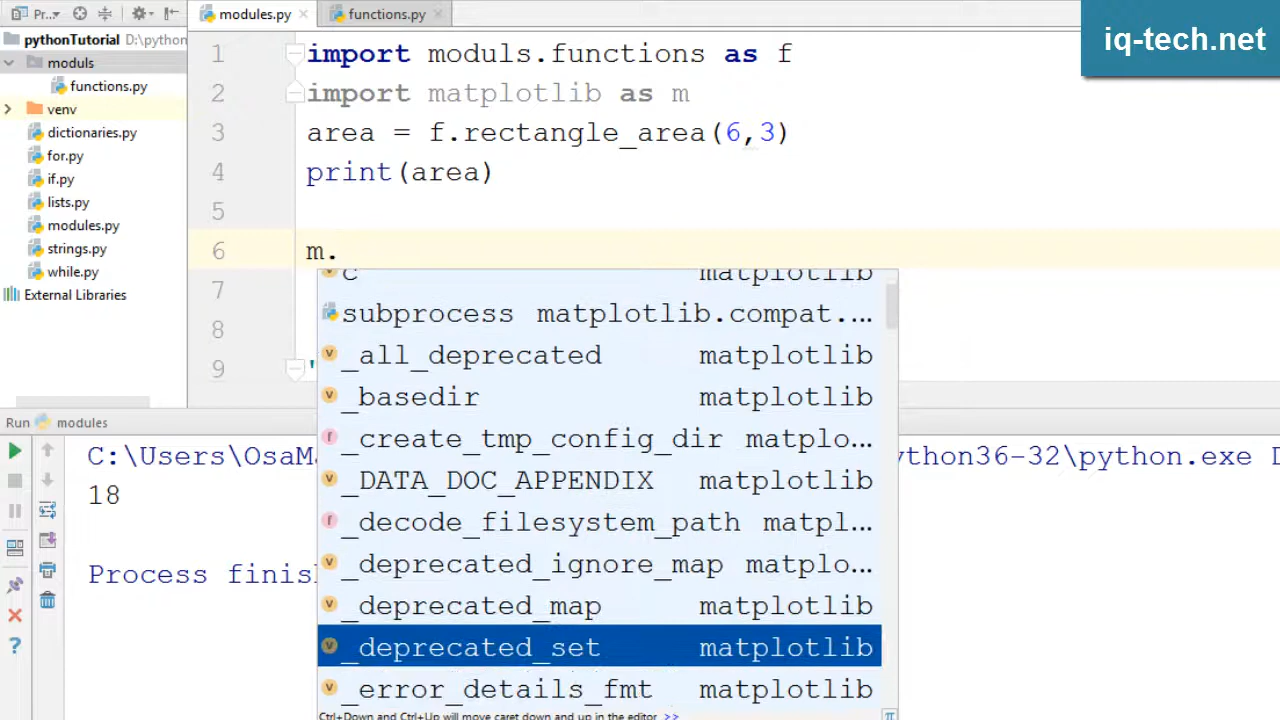 Pr...
modules.py
functions.py
iq-tech.net
pythonTutorial D:\python
moduls
functions.py
venv
dictionaries.py
for.py
if.py
lists.py
modules.py
strings.py
while.py
External Libraries
1 import moduls.functions as f
2 import matplotlib as m
3 area = f.rectangle_area(6,3)
4 print(area)
5
6 m.
7
8
9 '
c matplotlib
subprocess matplotlib.compat....
_all_deprecated matplotlib
_basedir matplotlib
_create_tmp_config_dir matplo...
_DATA_DOC_APPENDIX matplotlib
_decode_filesystem_path matpl...
_deprecated_ignore_map matplo...
_deprecated_map matplotlib
_deprecated_set matplotlib
_error_details_fmt matplotlib
Ctrl+Down and Ctrl+Up will move caret down and up in the editor >>
π
Run modules
C:\Users\OsaM ython36-32\python.exe D
18
Process finis